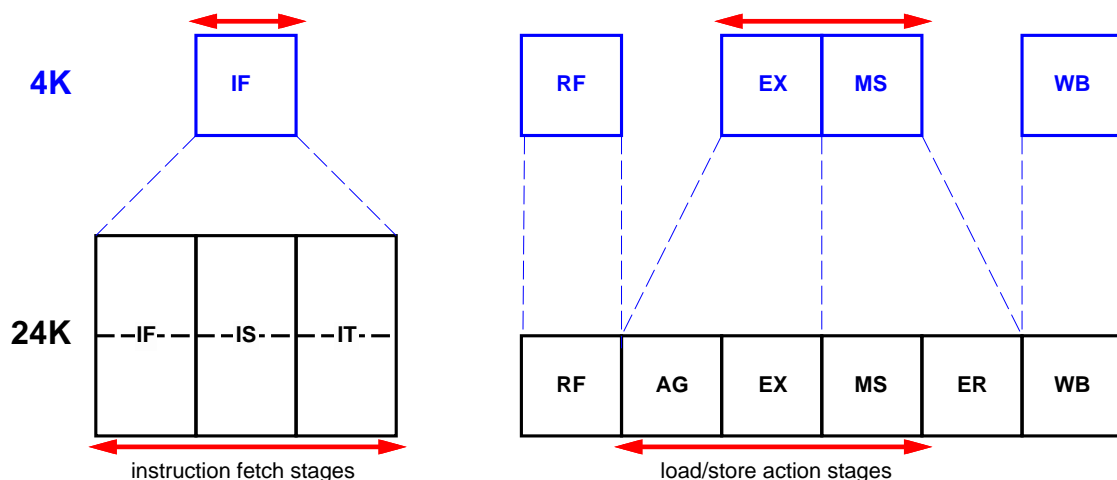 4K IF RF EX MS WB
24K IF IS IT RF AG EX MS ER WB
instruction fetch stages load/store action stages